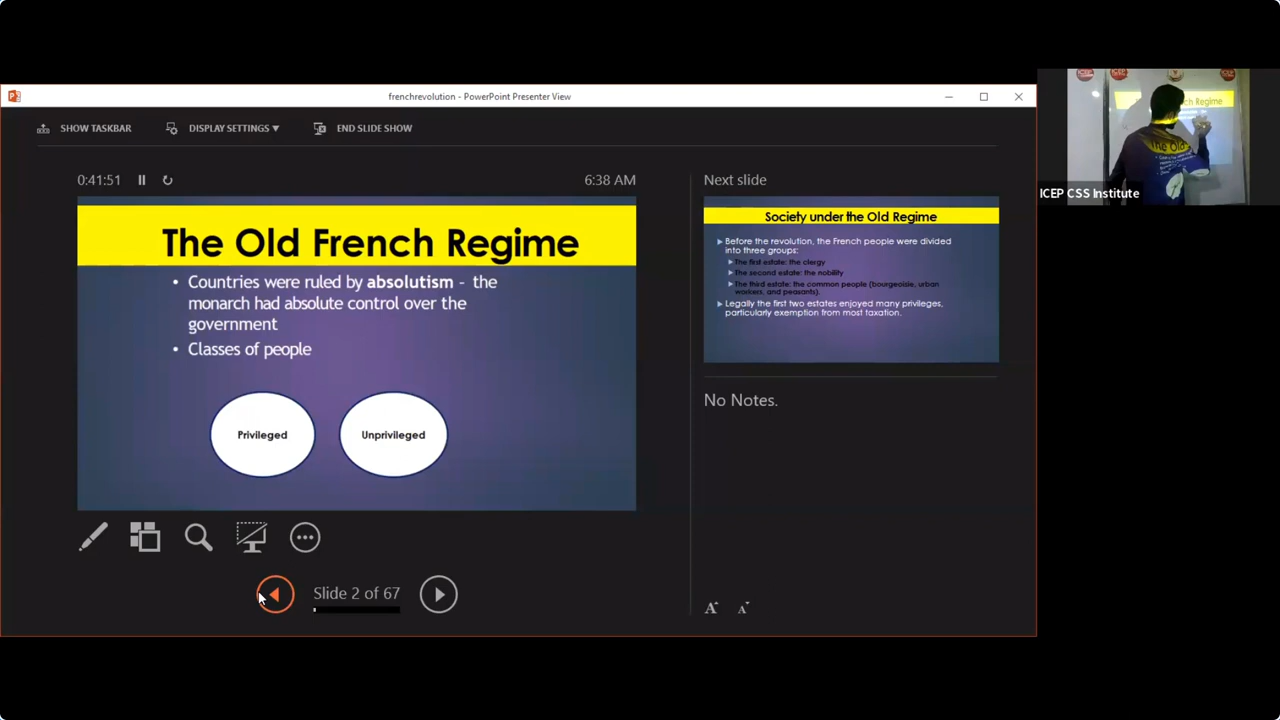 frenchrevolution - PowerPoint Presenter View
SHOW TASKBAR
DISPLAY SETTINGS ▼
END SLIDE SHOW
0:41:51
6:38 AM
The Old French Regime
• Countries were ruled by absolutism - the
monarch had absolute control over the
government
• Classes of people
Privileged
Unprivileged
Slide 2 of 67
Next slide
Society under the Old Regime
Before the revolution, the French people were divided
into three groups:
The first estate: the clergy
The second estate: the nobility
The third estate: the common people (bourgeoisie, urban
workers, and peasants).
Legally the first two estates enjoyed many privileges,
particularly exemption from most taxation.
No Notes.
A A
ch Regime
The Old
ICEP CSS Institute